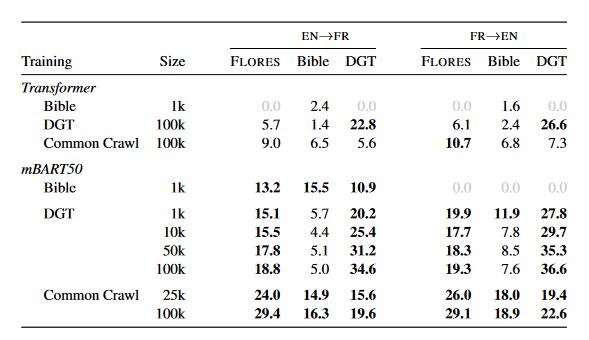 EN→FR FR→EN
Training Size FLORES Bible DGT FLORES Bible DGT
Transformer
Bible 1k 0.0 2.4 0.0 0.0 1.6 0.0
DGT 100k 5.7 1.4 22.8 6.1 2.4 26.6
Common Crawl 100k 9.0 6.5 5.6 10.7 6.8 7.3
mBART50
Bible 1k 13.2 15.5 10.9 0.0 0.0 0.0
DGT 1k 15.1 5.7 20.2 19.9 11.9 27.8
10k 15.5 4.4 25.4 17.7 7.8 29.7
50k 17.8 5.1 31.2 18.3 8.5 35.3
100k 18.8 5.0 34.6 19.3 7.6 36.6
Common Crawl 25k 24.0 14.9 15.6 26.0 18.0 19.4
100k 29.4 16.3 19.6 29.1 18.9 22.6